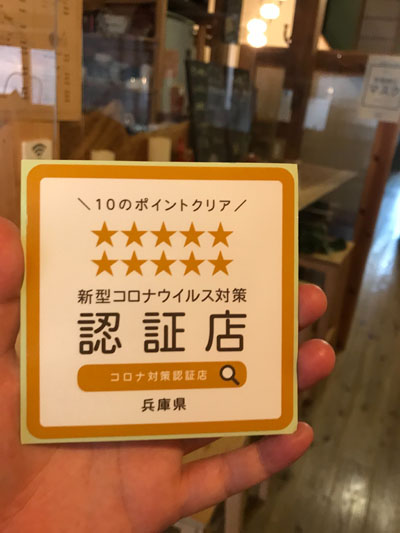 ＼10のポイントクリア／
★★★★★
★★★★★
新型コロナウイルス対策
認証店
コロナ対策認証店
兵庫県